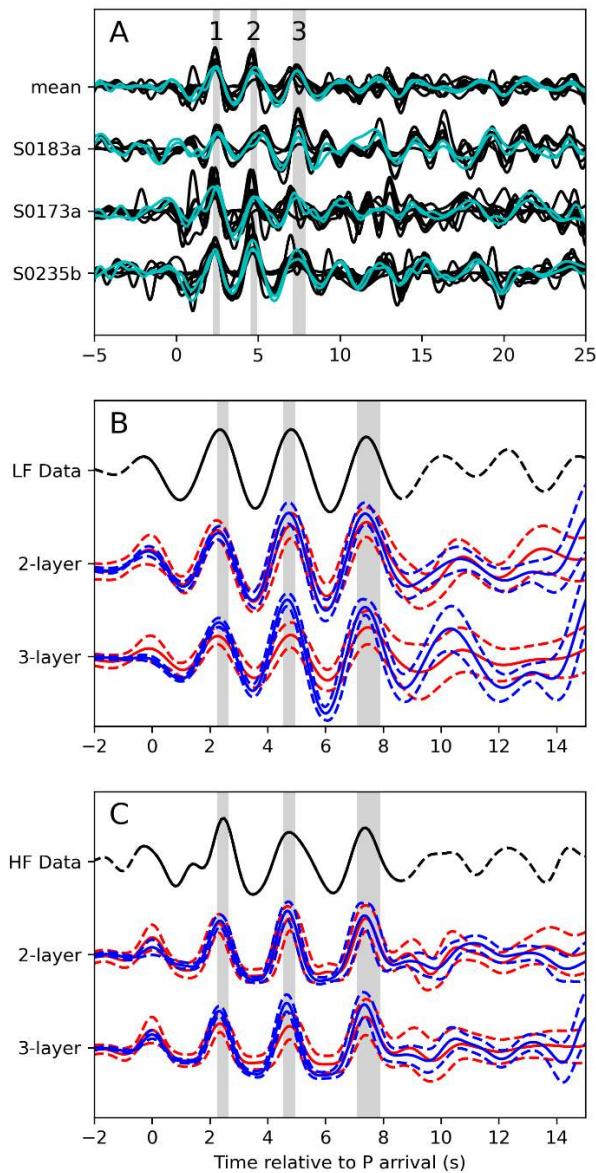 A
1 2 3
mean
S0183a
S0173a
S0235b
-5 0 5 10 15 20 25
B
LF Data
2-layer
3-layer
-2 0 2 4 6 8 10 12 14
C
HF Data
2-layer
3-layer
-2 0 2 4 6 8 10 12 14
Time relative to P arrival (s)